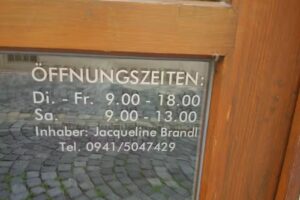 ÖFFNUNGSZEITEN:
Di. - Fr. 9.00 - 18.00
Sa. 9.00 - 13.00
Inhaber: Jacqueline Brandl
Tel. 0941/5047429